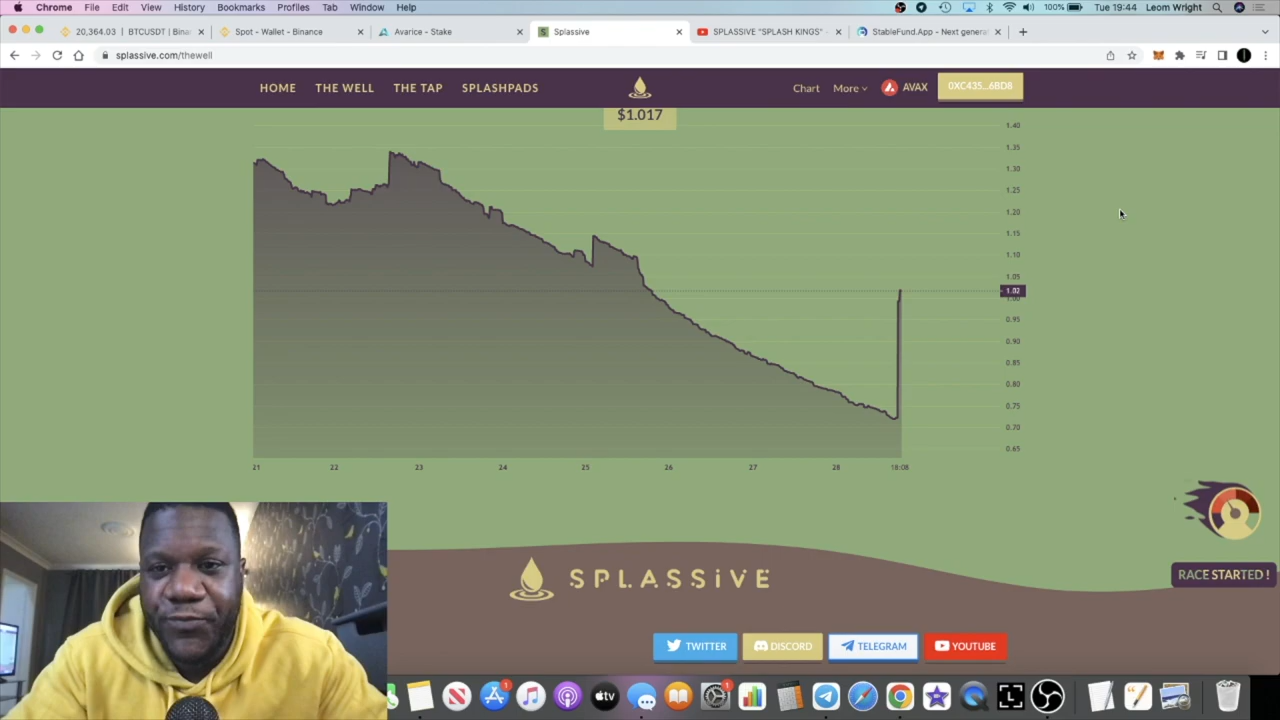 Chrome File Edit View History Bookmarks Profiles Tab Window Help 100% Tue 19:44 Leom Wright
20,364.03 | BTCUSDT | Bina Spot - Wallet - Binance Avarice - Stake Splassive SPLASSIVE "SPLASH KINGS" StableFund.App - Next genera
splassive.com/thewell
HOME THE WELL THE TAP SPLASHPADS Chart More AVAX 0XC435...6BD8
$1.017
1.40
1.35
1.30
1.25
1.20
1.15
1.10
1.05
1.02
1.00
0.95
0.90
0.85
0.80
0.75
0.70
0.65
21 22 23 24 25 26 27 28 18:08
RACE STARTED !
SPLASSIVE
TWITTER DISCORD TELEGRAM YOUTUBE
1 tv 1 L